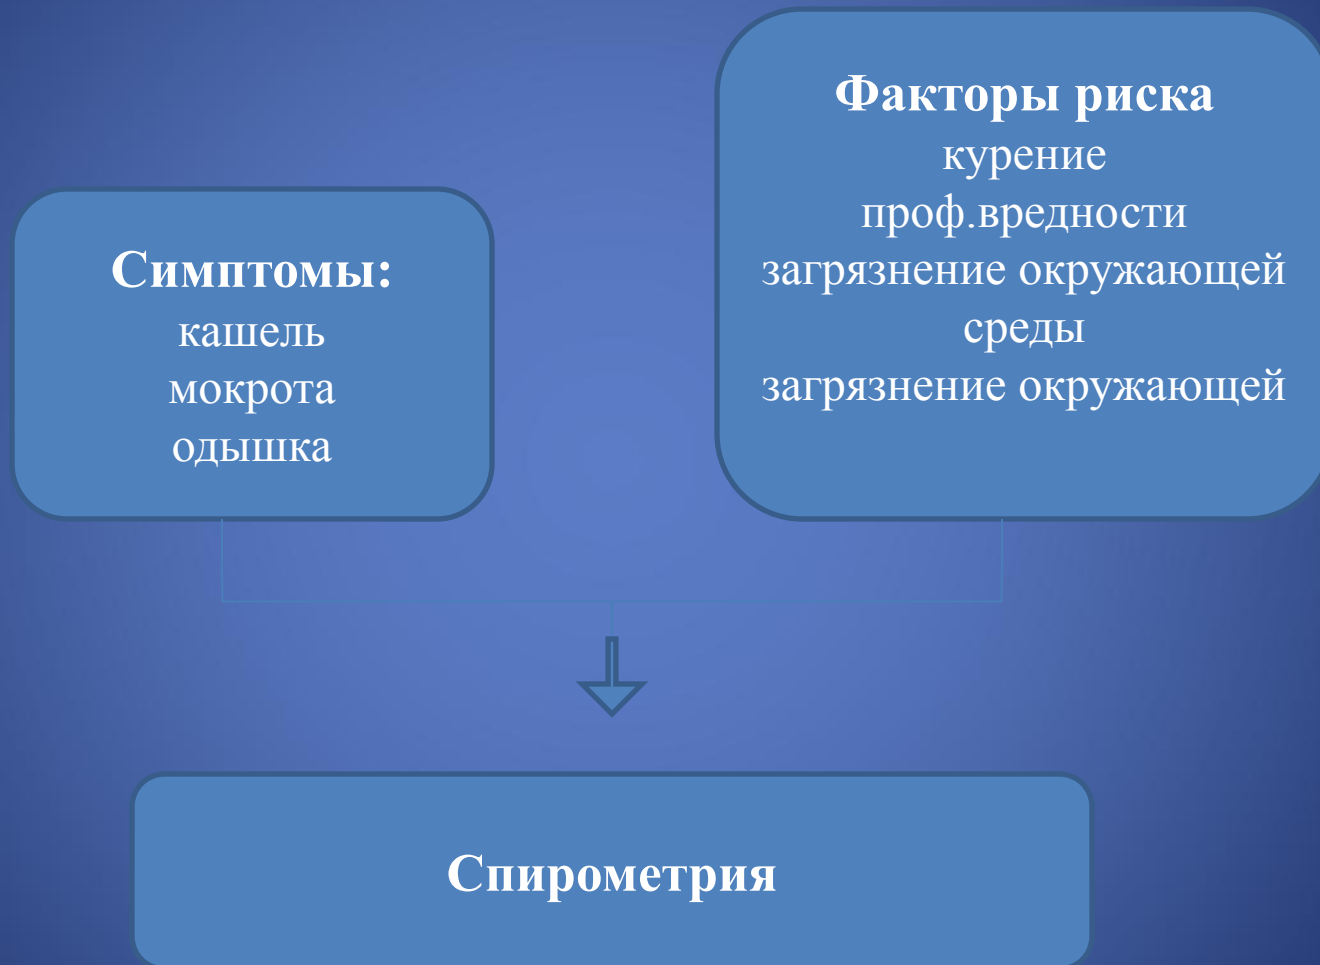 Симптомы:
кашель
мокрота
одышка
Факторы риска
курение
проф.вредности
загрязнение окружающей
среды
загрязнение окружающей
Спирометрия